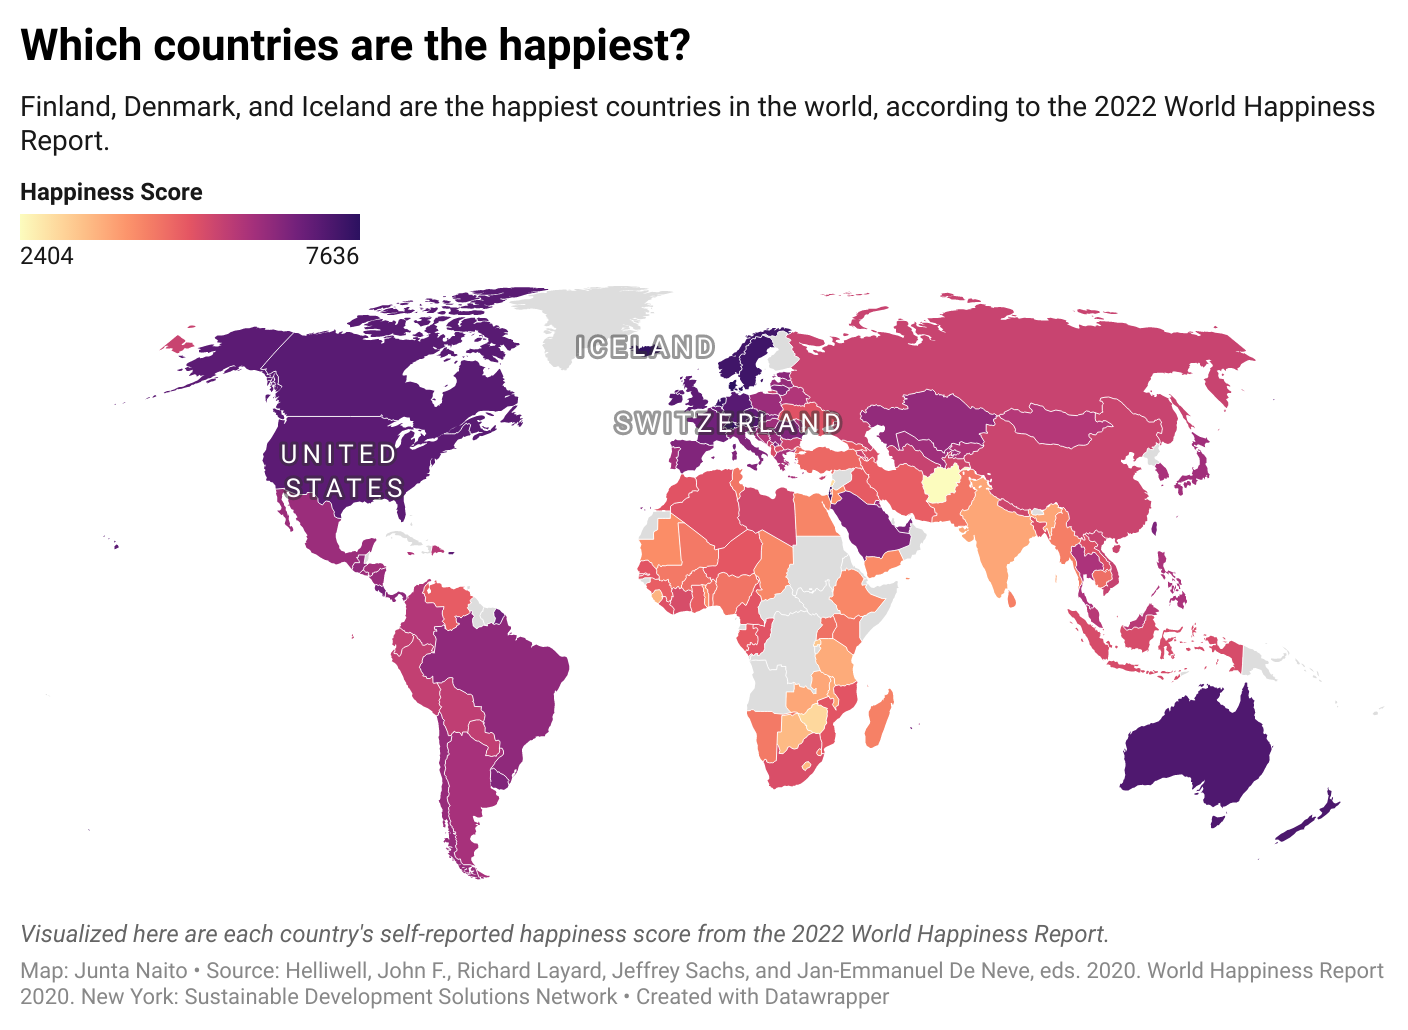 Which countries are the happiest?
Finland, Denmark, and Iceland are the happiest countries in the world, according to the 2022 World Happiness
Report.
Happiness Score
2404 7636
ICELAND
SWITZERLAND
UNITED
STATES
Visualized here are each country's self-reported happiness score from the 2022 World Happiness Report.
Map: Junta Naito • Source: Helliwell, John F., Richard Layard, Jeffrey Sachs, and Jan-Emmanuel De Neve, eds. 2020. World Happiness Report
2020. New York: Sustainable Development Solutions Network • Created with Datawrapper